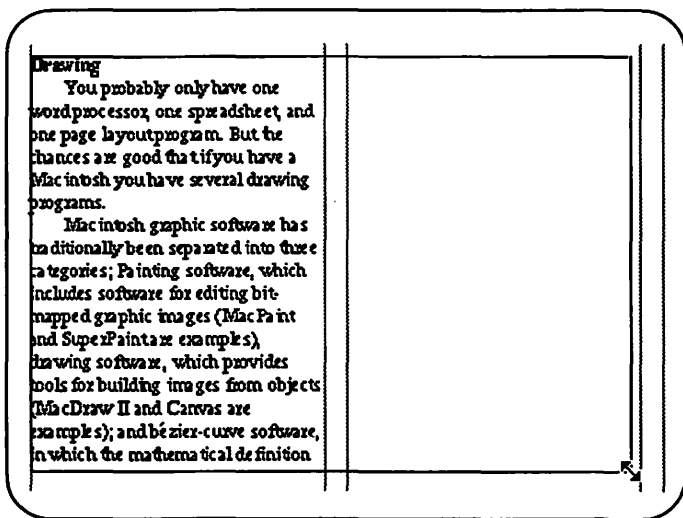 Drawing
You probably only have one
wordprocessor, one spreadsheet, and
one page layoutprogram. But the
chances are good that if you have a
Macintosh you have several drawing
programs.
Macintosh graphic software has
traditionally been separated into three
categories; Painting software, which
includes software for editing bit-
mapped graphic images (MacPaint
and SuperPaint are examples),
drawing software, which provides
tools for building images from objects
(MacDraw II and Canvas are
examples); and bézier-curve software,
in which the mathematical definition